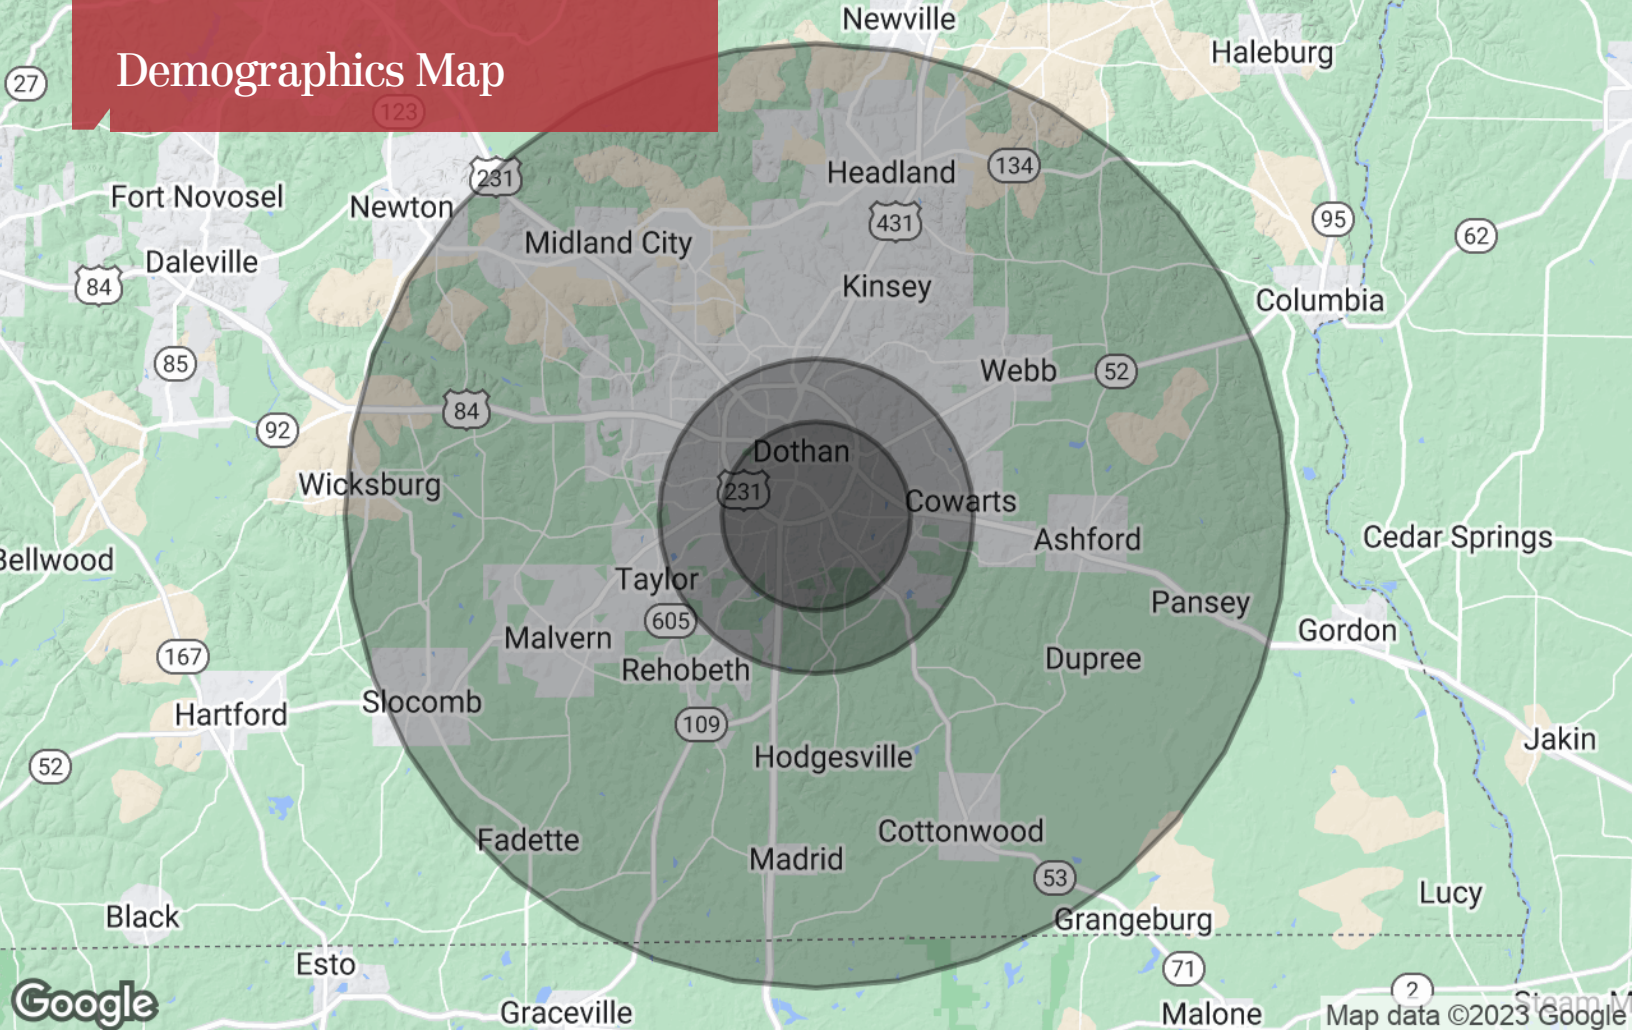 Demographics Map
Newville
Haleburg
27
123
134
231
Headland
Fort Novosel
Newton
95
431
62
Midland City
Daleville
84
Kinsey
Columbia
85
Webb
52
84
92
Dothan
Wicksburg
231
Cowarts
Ashford
Cedar Springs
Bellwood
Taylor
Pansey
605
Gordon
Malvern
167
Dupree
Rehobeth
Slocomb
Hartford
109
Jakin
Hodgesville
52
Cottonwood
Fadette
Madrid
53
Lucy
Black
Grangeburg
Esto
71
2
Google
Graceville
Malone
Steam M
Map data ©2023 Google